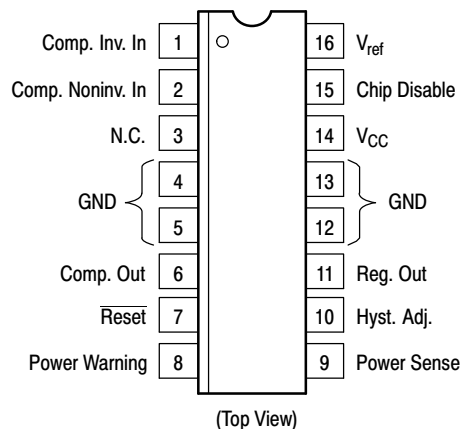 Comp. Inv. In 1 16 Vref
Comp. Noninv. In 2 15 Chip Disable
N.C. 3 14 VCC
4 13
GND GND
5 12
Comp. Out 6 11 Reg. Out
Reset 7 10 Hyst. Adj.
Power Warning 8 9 Power Sense
(Top View)